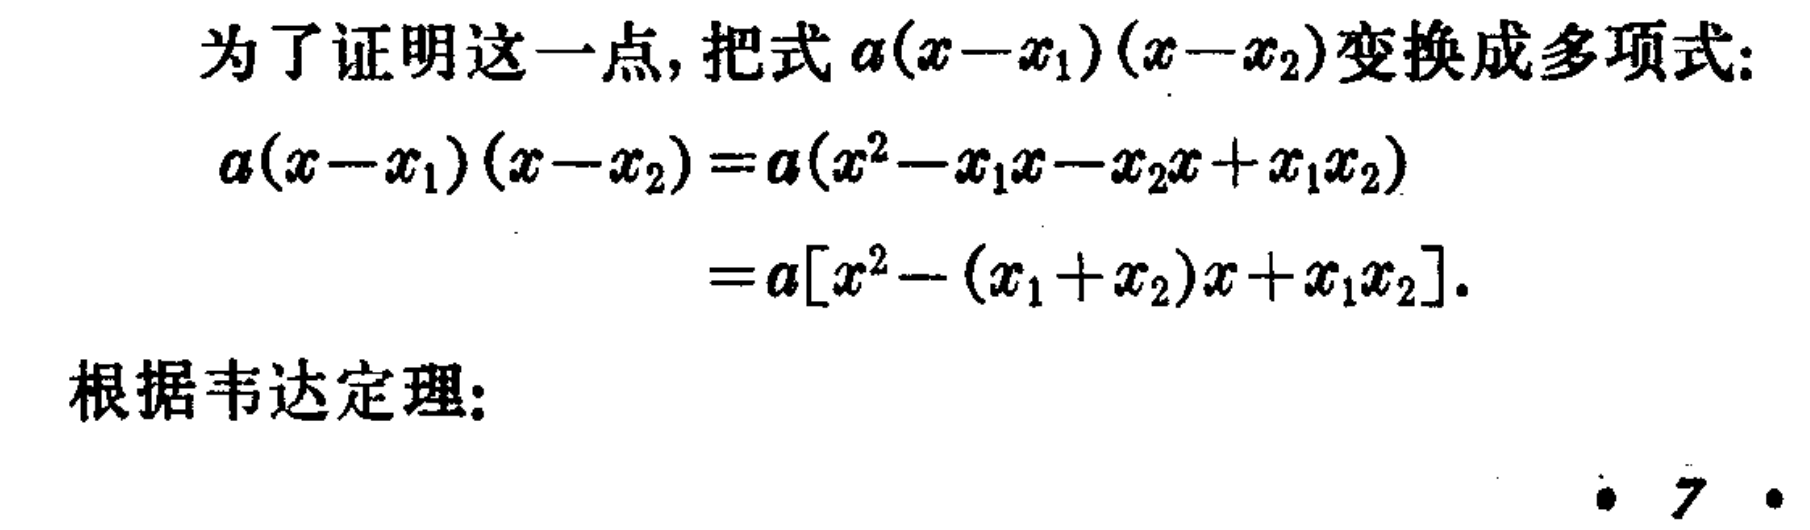 为了证明这一点, 把式 a(x－x₁)(x－x₂)变换成多项式:
a(x－x₁)(x－x₂)＝a(x²－x₁x－x₂x＋x₁x₂)
＝a[x²－(x₁＋x₂)x＋x₁x₂].
根据韦达定理:
• 7 •